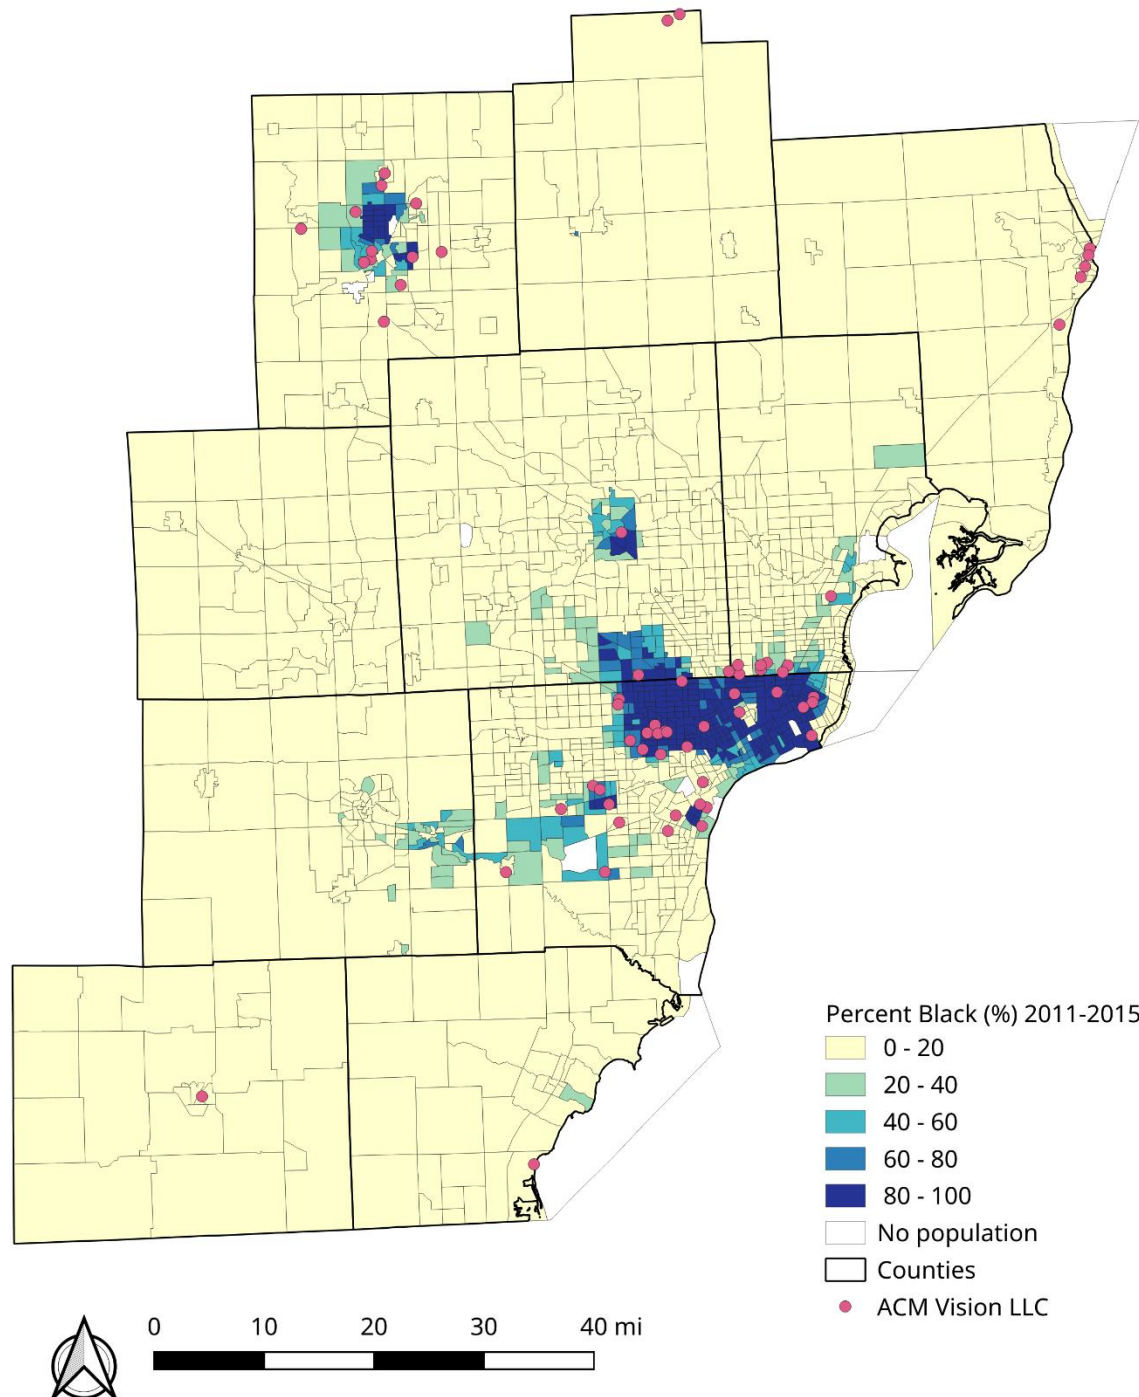 Percent Black (%) 2011-2015
0 - 20
20 - 40
40 - 60
60 - 80
80 - 100
No population
Counties
ACM Vision LLC
0 10 20 30 40 mi